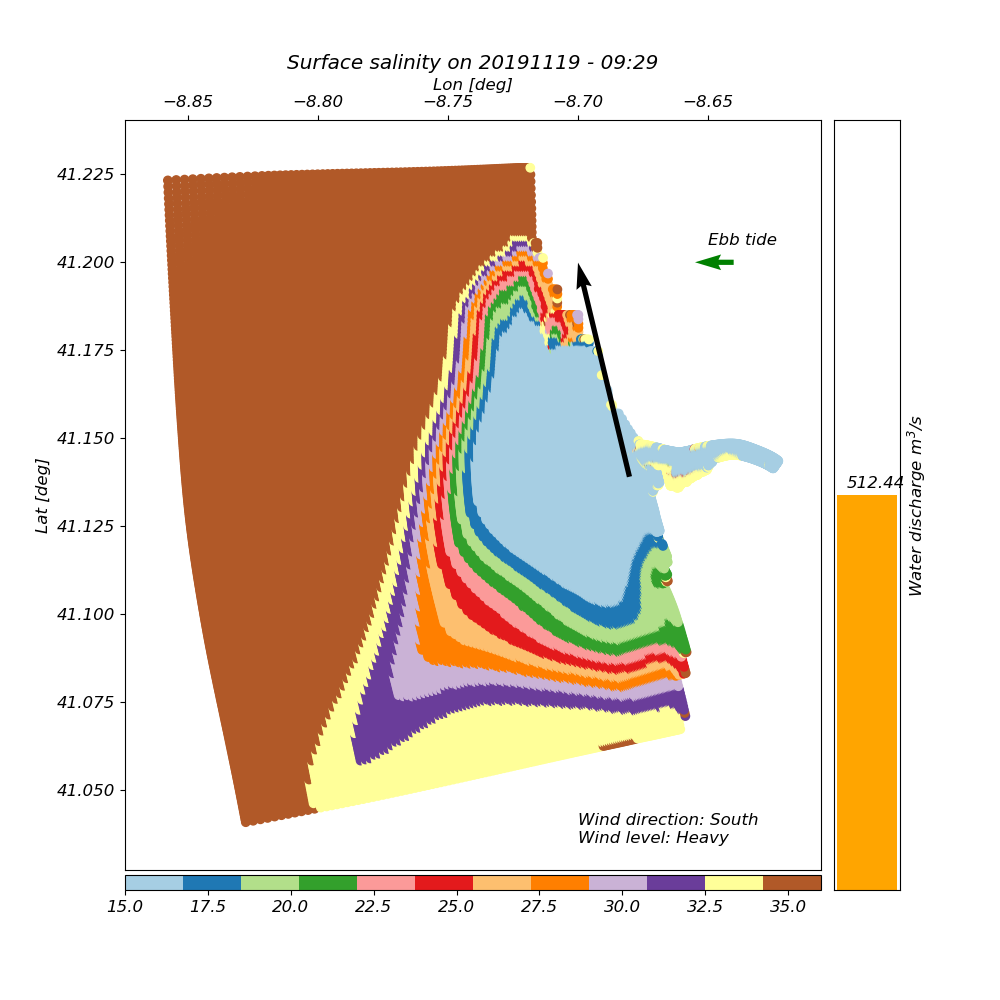 Surface salinity on 20191119 - 09:29
Lon [deg]
−8.85 −8.80 −8.75 −8.70 −8.65
41.225
41.200
41.175
41.150
41.125
41.100
41.075
41.050
Lat [deg]
Ebb tide
512.44
Water discharge m³/s
Wind direction: South
Wind level: Heavy
15.0 17.5 20.0 22.5 25.0 27.5 30.0 32.5 35.0